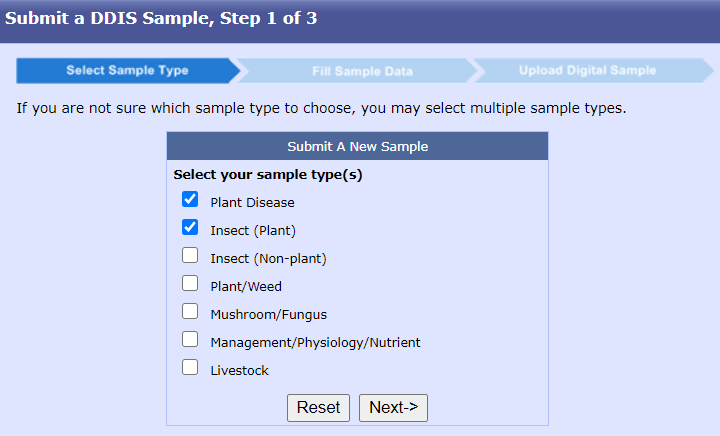 Submit a DDIS Sample, Step 1 of 3
Select Sample Type
Fill Sample Data
Upload Digital Sample
If you are not sure which sample type to choose, you may select multiple sample types.
Submit A New Sample
Select your sample type(s)
Plant Disease
Insect (Plant)
Insect (Non-plant)
Plant/Weed
Mushroom/Fungus
Management/Physiology/Nutrient
Livestock
Reset
Next->